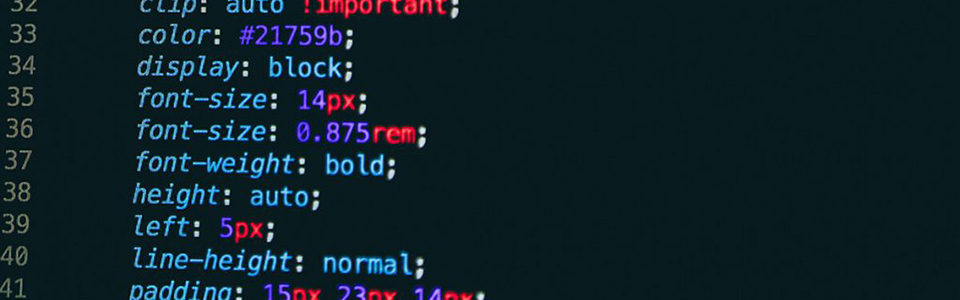 32 clip: auto !important;
33 color: #21759b;
34 display: block;
35 font-size: 14px;
36 font-size: 0.875rem;
37 font-weight: bold;
38 height: auto;
39 left: 5px;
40 line-height: normal;
41 padding: 15px 23px 14px;